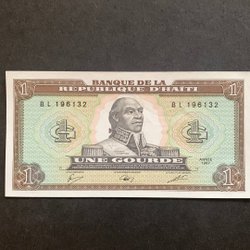 BANQUE DE LA
REPUBLIQUE D'HAITI
1 1
BL 196132 BL 196132
UNE GOURDE
1 1